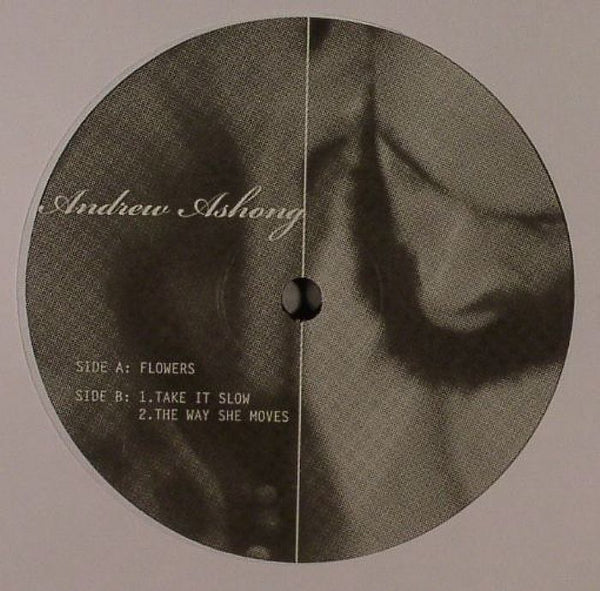 Andrew Ashong
SIDE A: FLOWERS
SIDE B: 1.TAKE IT SLOW
2.THE WAY SHE MOVES